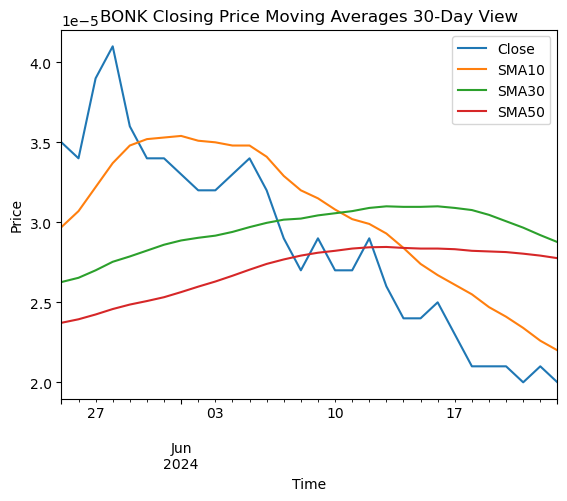 BONK Closing Price Moving Averages 30-Day View
1e−5
Close
SMA10
SMA30
SMA50
4.0
3.5
3.0
2.5
2.0
Price
27
03
10
17
Jun
2024
Time